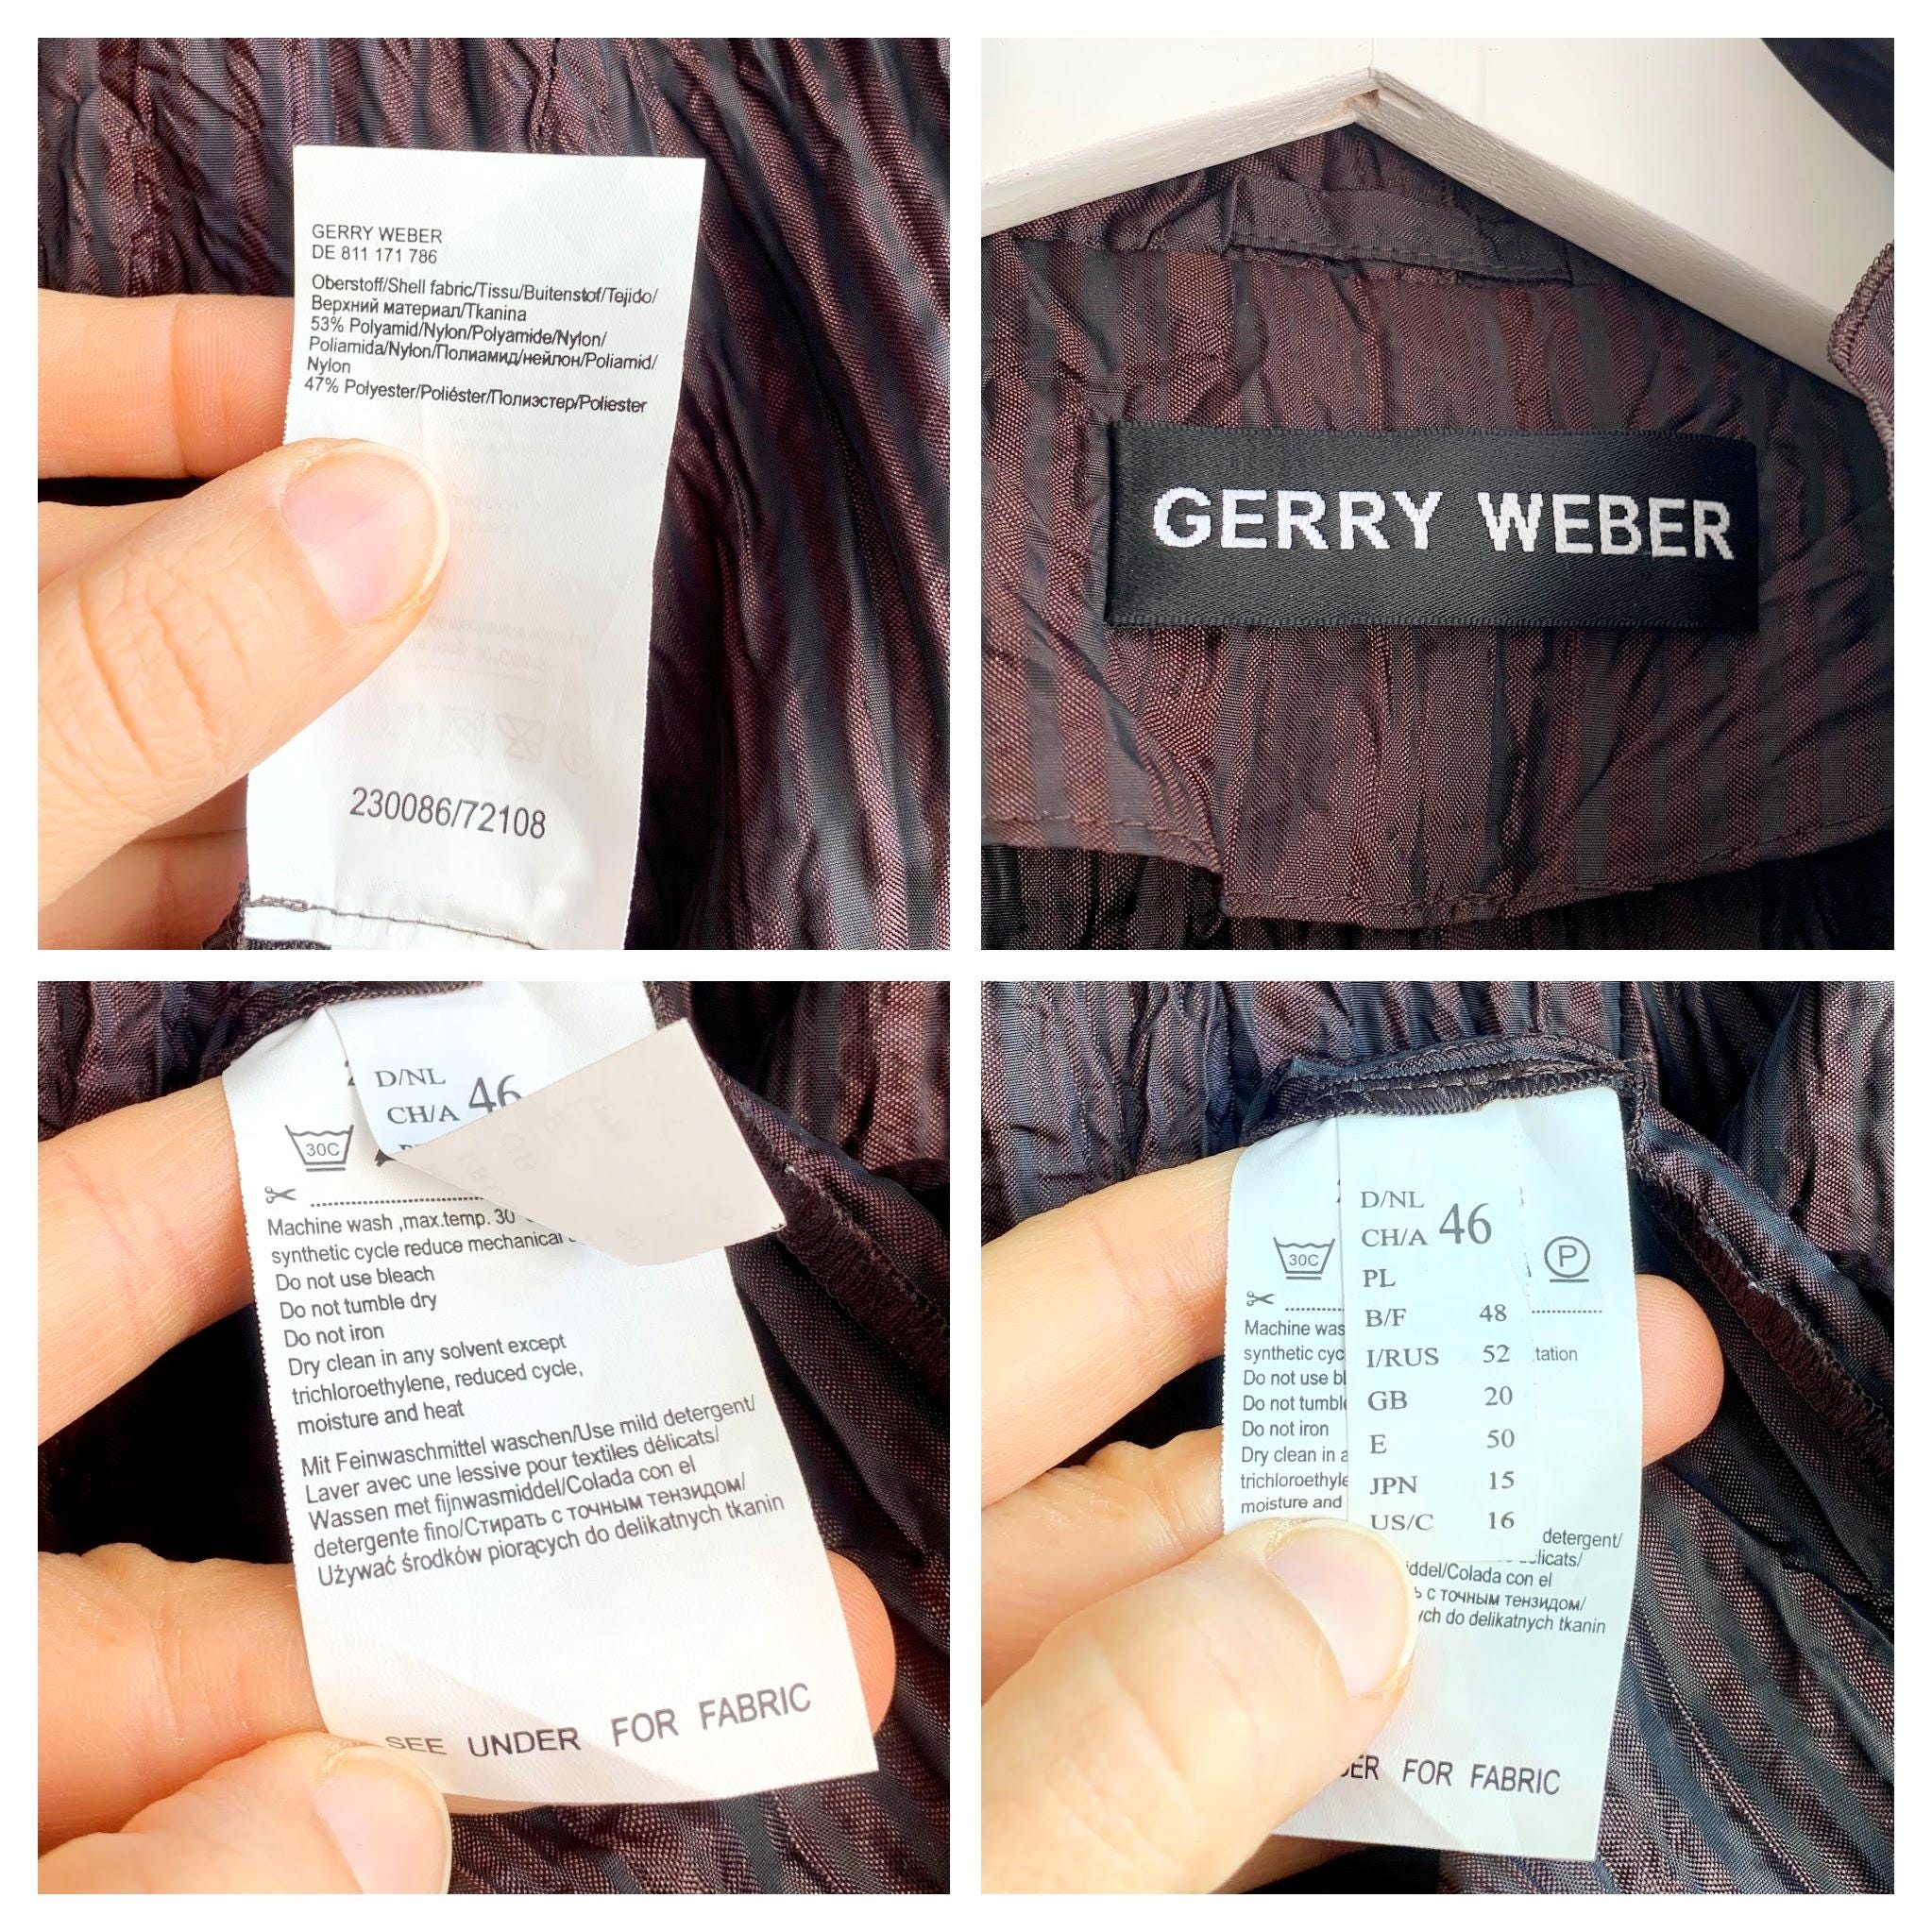 GERRY WEBER
DE 811 171 786
Oberstoff/Shell fabric/Tissu/Buitenstof/Tejido/
Верхний материал/Tkanina
53% Polyamid/Nylon/Polyamide/Nylon/
Poliamida/Nylon/Полиамид/нейлон/Poliamid/
Nylon
47% Polyester/Poliéster/Полиэстер/Poliester
230086/72108
GERRY WEBER
D/NL
CH/A 46
30C
Machine wash ,max.temp. 30
synthetic cycle reduce mechanical
Do not use bleach
Do not tumble dry
Do not iron
Dry clean in any solvent except
trichloroethylene, reduced cycle,
moisture and heat
Mit Feinwaschmittel waschen/Use mild detergent/
Laver avec une lessive pour textiles délicats/
Wassen met fijnwasmiddel/Colada con el
detergente fino/Стирать с точным тензидом/
Używać środków piorących do delikatnych tkanin
SEE UNDER FOR FABRIC
D/NL
CH/A 46
PL
B/F 48
I/RUS 52
GB 20
E 50
JPN 15
US/C 16
30C
P
Machine was
synthetic cyc tation
Do not use bl
Do not tumble
Do not iron
Dry clean in a
trichloroethyle
moisture and
detergent/
licats/
ddel/Colada con el
ь с точным тензидом/
ych do delikatnych tkanin
DER FOR FABRIC